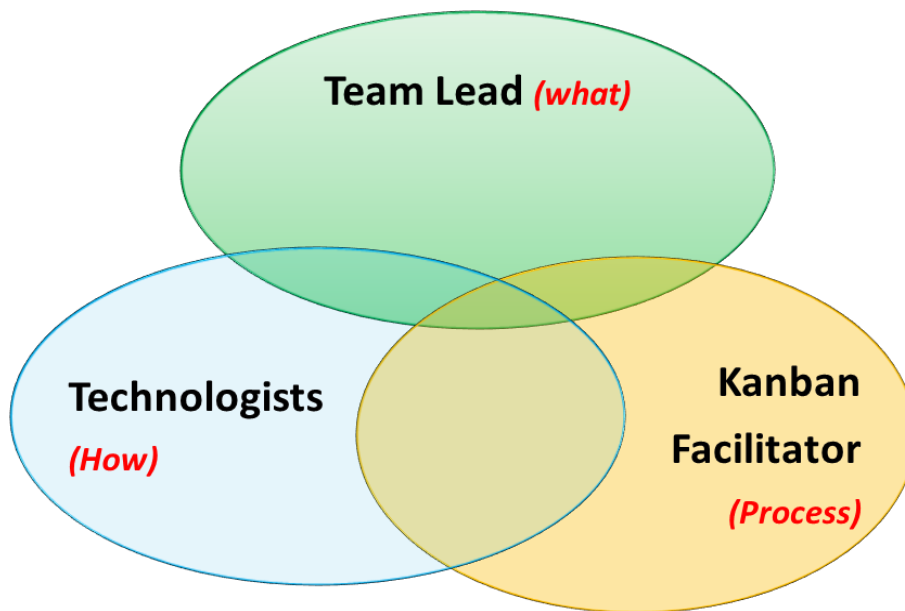 Team Lead (what)
Technologists
(How)
Kanban
Facilitator
(Process)